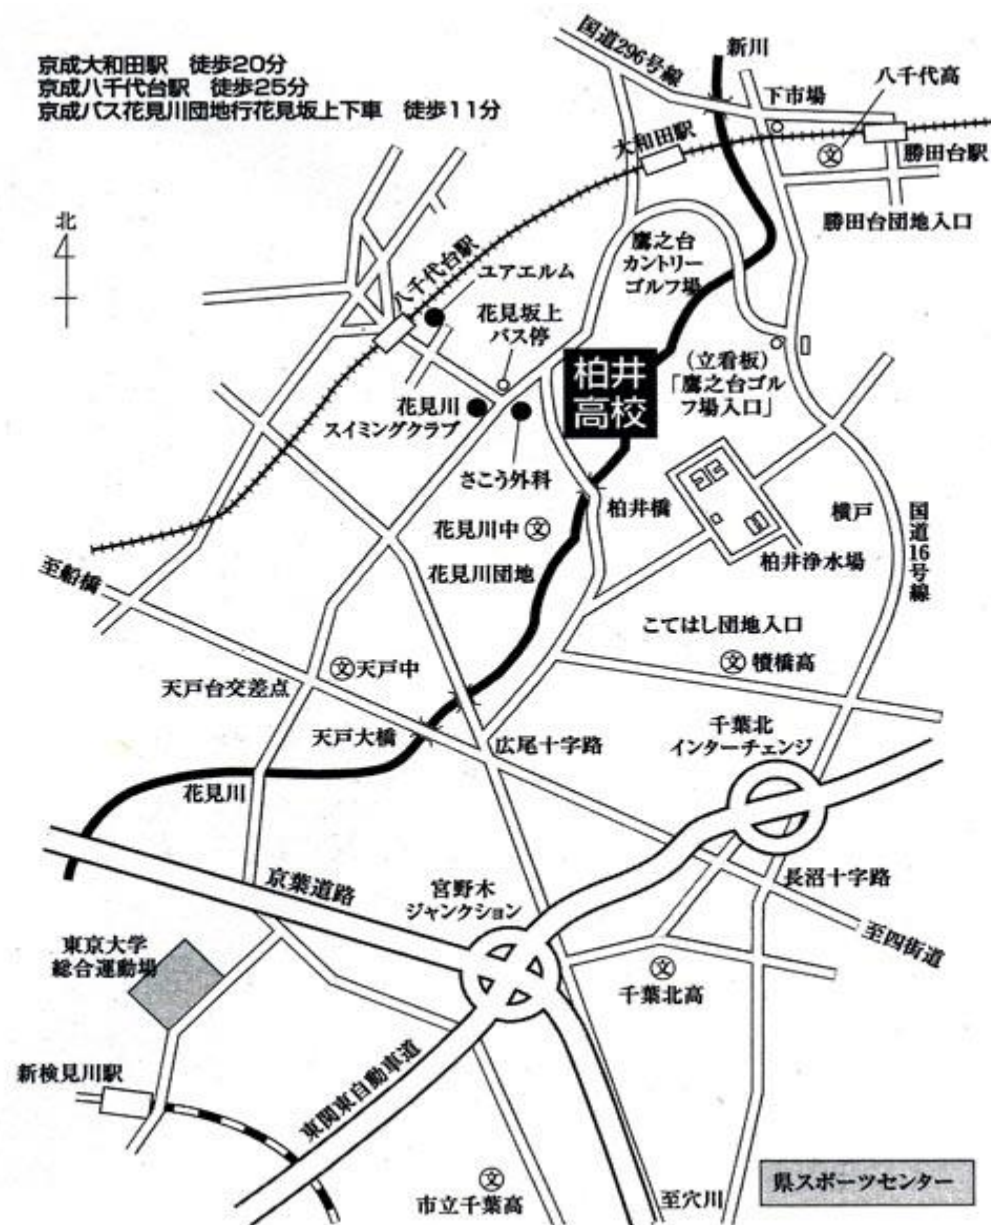 京成大和田駅　徒歩20分
京成八千代台駅　徒歩25分
京成バス花見川団地行花見坂上下車　徒歩11分
国道296号線
新川
八千代高
下市場
大和田駅
勝田台駅
勝田台団地入口
北
八千代台駅
ユアエルム
花見坂上
バス停
鷹之台
カントリー
ゴルフ場
柏井
高校
(立看板)
「鷹之台ゴル
フ場入口」
花見川
スイミングクラブ
さこう外科
柏井橋
花見川中
文
花見川団地
横戸
柏井浄水場
国道16号線
至船橋
こてはし団地入口
文
犢橋高
文
天戸中
天戸台交差点
天戸大橋
広尾十字路
千葉北
インターチェンジ
花見川
京葉道路
宮野木
ジャンクション
長沼十字路
至四街道
東京大学
総合運動場
文
千葉北高
新検見川駅
東関東自動車道
文
市立千葉高
至穴川
県スポーツセンター
文